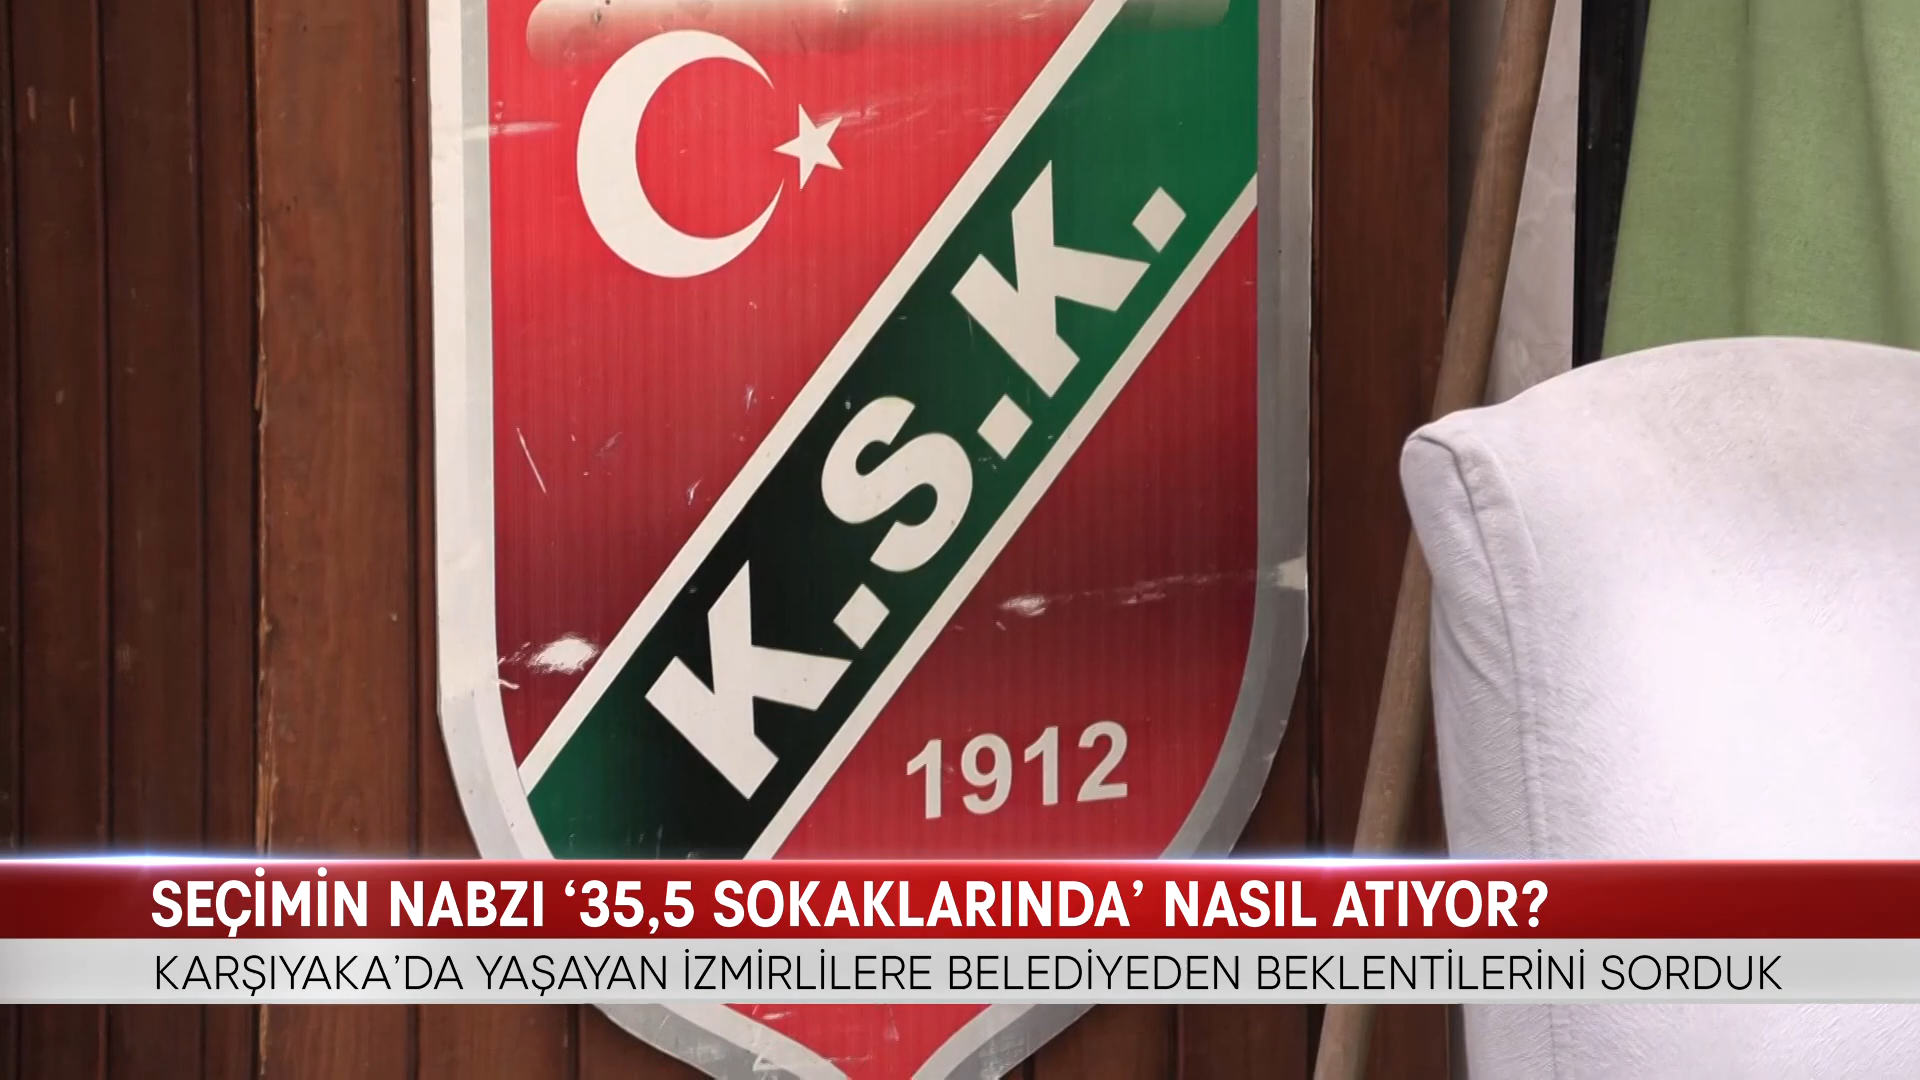 K.S.K.
1912
SEÇİMİN NABZI ‘35,5 SOKAKLARINDA’ NASIL ATIYOR?
KARŞIYAKA’DA YAŞAYAN İZMİRLİLERE BELEDİYEDEN BEKLENTİLERİNİ SORDUK